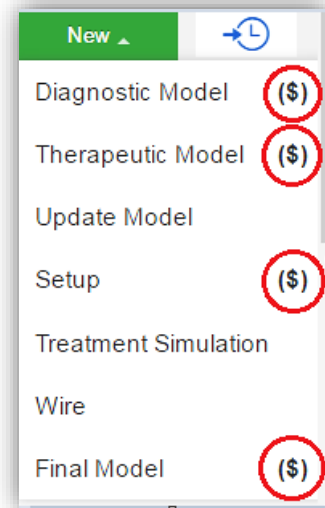 New
Diagnostic Model ($)
Therapeutic Model ($)
Update Model
Setup ($)
Treatment Simulation
Wire
Final Model ($)